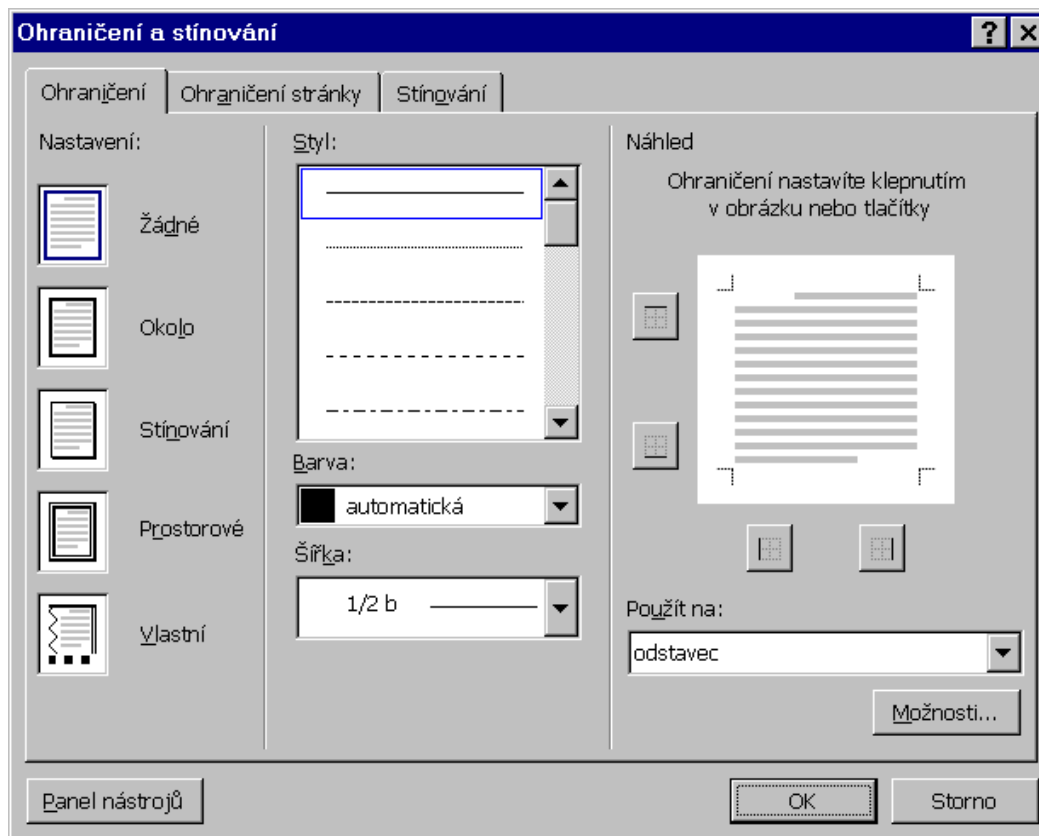 Ohraničení a stínování
Ohraničení
Ohraničení stránky
Stínování
Nastavení:
Žádné
Okolo
Stínování
Prostorové
Vlastní
Styl:
Barva:
automatická
Šířka:
1/2 b
Náhled
Ohraničení nastavíte klepnutím
v obrázku nebo tlačítky
Použít na:
odstavec
Možnosti...
Panel nástrojů
OK
Storno